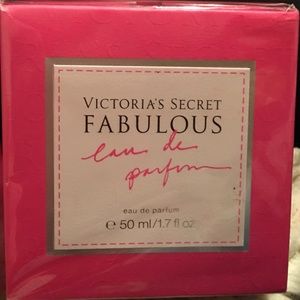 VICTORIA'S SECRET
FABULOUS
eau de
parfum
eau de parfum
℮ 50 ml/1.7 fl oz